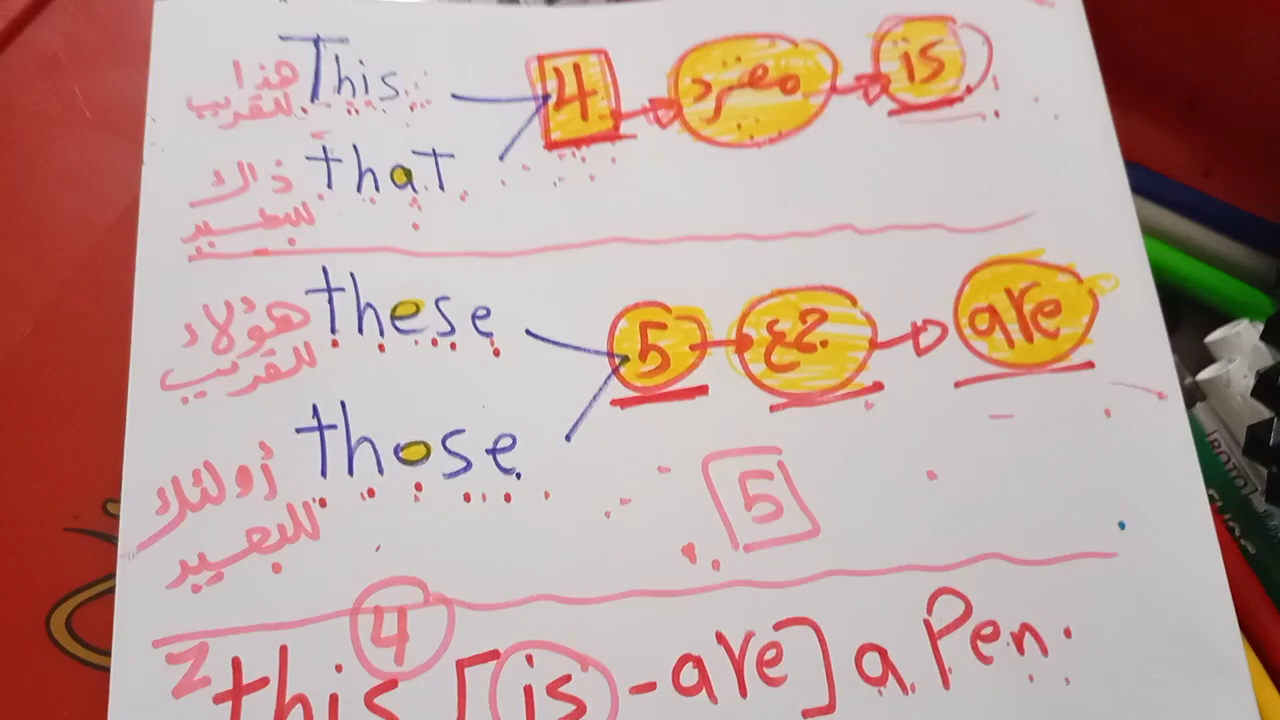 هذا This 4 مفرد is
للقريب
ذاك that
للبعيد
هؤلاء these 5 جمع are
للقريب
أولئك those
للبعيد 5
4
this [is - are] a Pen.